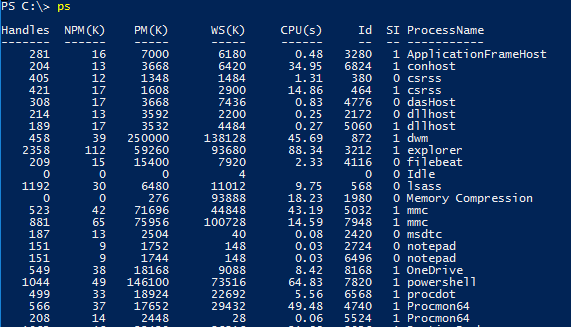 PS C:\> ps
Handles NPM(K) PM(K) WS(K) CPU(s) Id SI ProcessName
------- ------ ----- ----- ------ -- -- -----------
281 16 7000 6180 0.48 3280 1 ApplicationFrameHost
204 13 3668 6420 34.95 6824 1 conhost
405 12 1348 1484 1.31 380 0 csrss
421 17 1608 2900 14.86 464 1 csrss
308 17 3668 7436 0.83 4776 0 dasHost
214 13 3592 2200 0.25 2172 0 dllhost
189 17 3532 4484 0.27 5060 1 dllhost
458 39 250000 138128 45.69 872 1 dwm
2358 112 59260 93680 88.34 3212 1 explorer
209 15 15400 7920 2.33 4116 0 filebeat
0 0 0 4 0 0 Idle
1192 30 6480 11012 9.75 568 0 lsass
0 0 276 93888 18.23 1980 0 Memory Compression
523 42 71696 44848 43.19 5032 1 mmc
881 65 75956 100728 14.59 7948 1 mmc
187 13 2504 40 0.08 2420 0 msdtc
151 9 1752 148 0.03 2724 0 notepad
151 9 1744 148 0.03 6496 0 notepad
549 38 18168 9088 8.42 8168 1 OneDrive
1044 49 146100 73516 64.83 7820 1 powershell
499 33 18924 22692 5.56 6568 1 procdot
566 37 17652 29432 49.48 4740 1 Procmon64
208 14 2448 28 0.06 5524 1 Procmon64